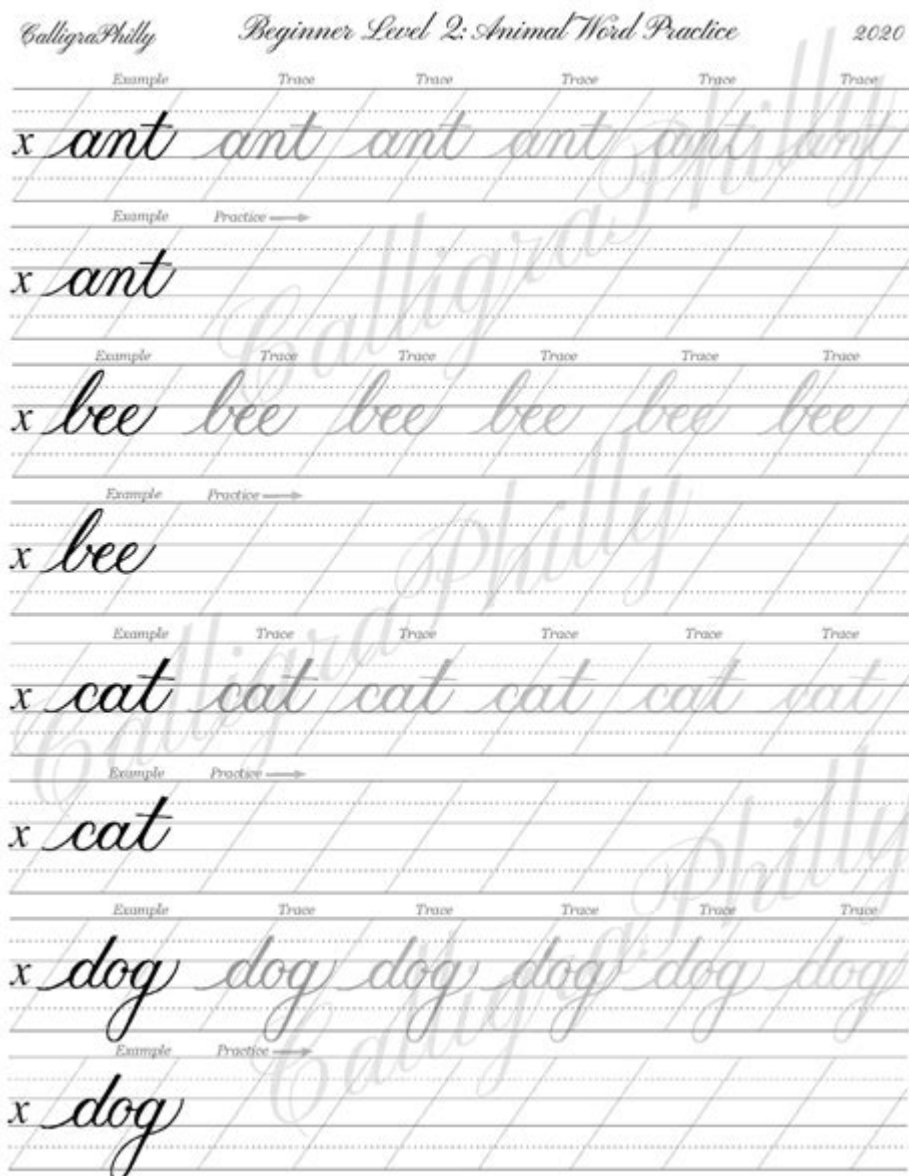 CalligraPhilly Beginner Level 2: Animal Word Practice 2020
Example Trace Trace Trace Trace Trace
x ant ant ant ant ant ant
Example Practice
x ant
Example Trace Trace Trace Trace Trace
x bee bee bee bee bee bee
Example Practice
x bee
Example Trace Trace Trace Trace Trace
x cat cat cat cat cat cat
Example Practice
x cat
Example Trace Trace Trace Trace Trace
x dog dog dog dog dog dog
Example Practice
x dog
CalligraPhilly
CalligraPhilly
CalligraPhilly